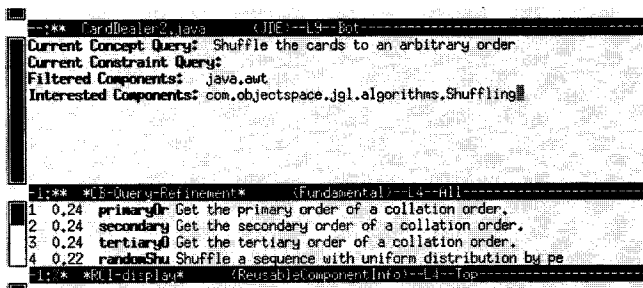 --:** CardDealer2.java (JDE)--L9--Bot
Current Concept Query: Shuffle the cards to an arbitrary order
Current Constraint Query:
Filtered Components: java.awt
Interested Components: com.objectspace.jgl.algorithms.Shuffling
-1:** *CB-Query-Refinement* (Fundamental)--L4--All
1 0.24 primaryOr Get the primary order of a collation order.
2 0.24 secondary Get the secondary order of a collation order.
3 0.24 tertiaryO Get the tertiary order of a collation order.
4 0.22 randomShu Shuffle a sequence with uniform distribution by pe
-1:%* *RCI-display* (ReusableComponentInfo)--L4--Top